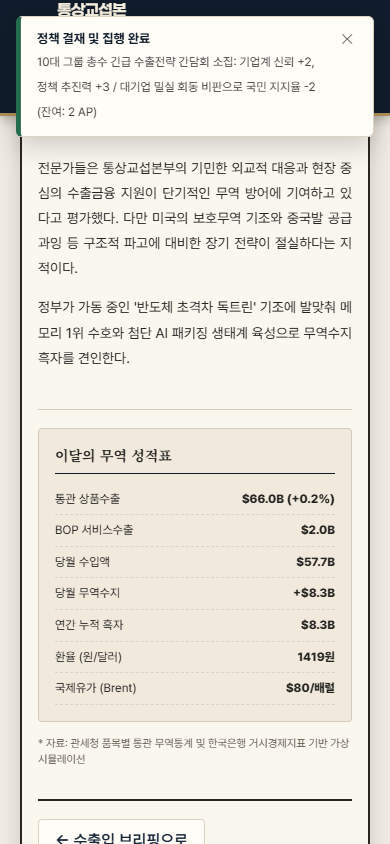 통상교섭본
정책 결재 및 집행 완료
10대 그룹 총수 긴급 수출전략 간담회 소집: 기업계 신뢰 +2,
정책 추진력 +3 / 대기업 밀실 회동 비판으로 국민 지지율 -2
(잔여: 2 AP)
전문가들은 통상교섭본부의 기민한 외교적 대응과 현장 중
심의 수출금융 지원이 단기적인 무역 방어에 기여하고 있
다고 평가했다. 다만 미국의 보호무역 기조와 중국발 공급
과잉 등 구조적 파고에 대비한 장기 전략이 절실하다는 지
적이다.
정부가 가동 중인 '반도체 초격차 독트린' 기조에 발맞춰 메
모리 1위 수호와 첨단 AI 패키징 생태계 육성으로 무역수지
흑자를 견인한다.
이달의 무역 성적표
통관 상품수출 $66.0B (+0.2%)
BOP 서비스수출 $2.0B
당월 수입액 $57.7B
당월 무역수지 +$8.3B
연간 누적 흑자 $8.3B
환율 (원/달러) 1419원
국제유가 (Brent) $80/배럴
* 자료: 관세청 품목별 통관 무역통계 및 한국은행 거시경제지표 기반 가상
시뮬레이션
← 수출입 브리핑으로